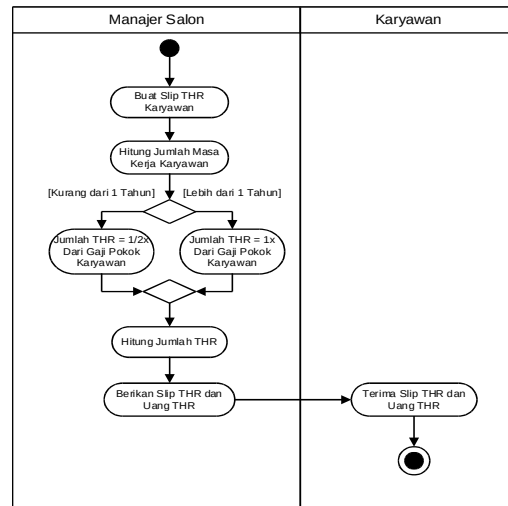 Manajer Salon
Karyawan
Buat Slip THR
Karyawan
Hitung Jumlah Masa
Kerja Karyawan
[Kurang dari 1 Tahun]
[Lebih dari 1 Tahun]
Jumlah THR = 1/2x
Dari Gaji Pokok
Karyawan
Jumlah THR = 1x
Dari Gaji Pokok
Karyawan
Hitung Jumlah THR
Berikan Slip THR dan
Uang THR
Terima Slip THR dan
Uang THR